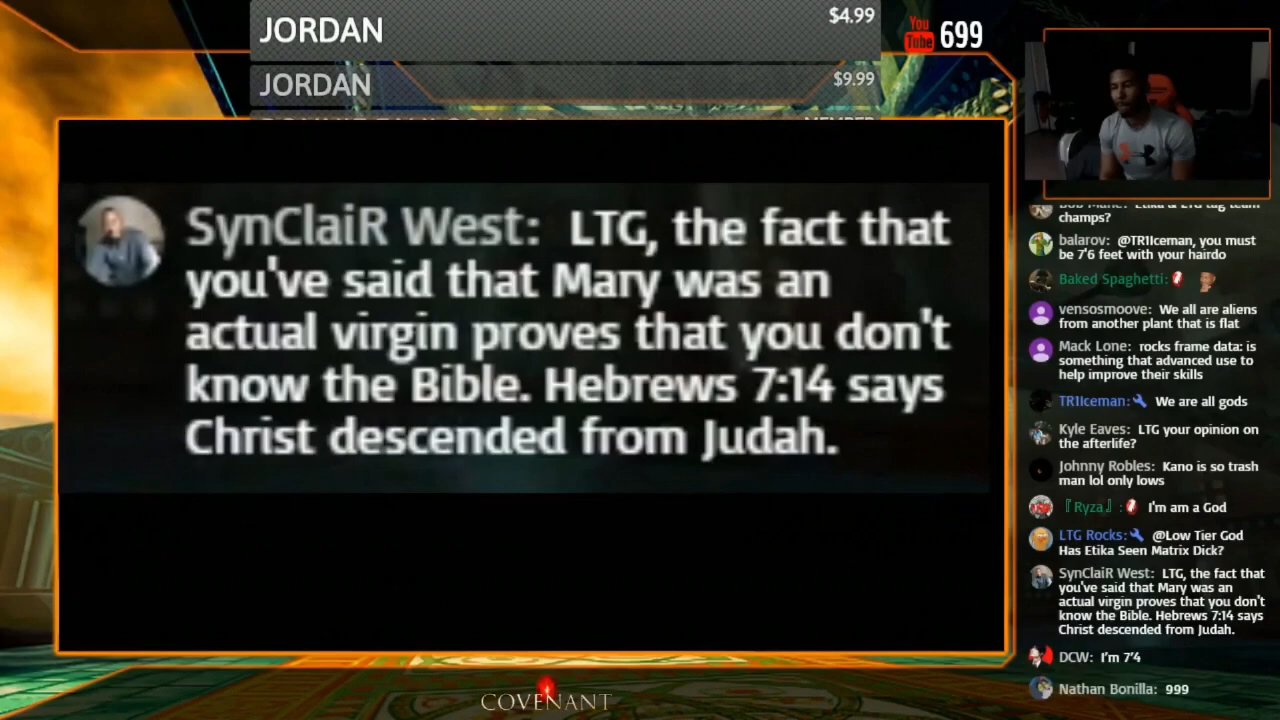 JORDAN
$4.99
You
Tube
699
JORDAN
$9.99
MEMBER
SynClaiR West: LTG, the fact that
you've said that Mary was an
actual virgin proves that you don't
know the Bible. Hebrews 7:14 says
Christ descended from Judah.
champs?
balarov: @TR1Iceman, you must
be 7'6 feet with your hairdo
Baked Spaghetti:
vensosmoove: We all are aliens
from another plant that is flat
Mack Lone: rocks frame data: is
something that advanced use to
help improve their skills
TR1Iceman: We are all gods
Kyle Eaves: LTG your opinion on
the afterlife?
Johnny Robles: Kano is so trash
man lol only lows
『Ryza』: I'm am a God
LTG Rocks: @Low Tier God
Has Etika Seen Matrix Dick?
SynClaiR West: LTG, the fact that
you've said that Mary was an
actual virgin proves that you don't
know the Bible. Hebrews 7:14 says
Christ descended from Judah.
DCW: I'm 7'4
Nathan Bonilla: 999
COVENANT